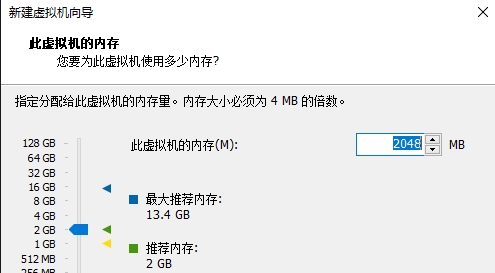 新建虚拟机向导
此虚拟机的内存
您要为此虚拟机使用多少内存?
指定分配给此虚拟机的内存量。内存大小必须为 4 MB 的倍数。
128 GB
此虚拟机的内存(M):
2048
MB
64 GB
32 GB
16 GB
8 GB
4 GB
2 GB
1 GB
512 MB
256 MB
最大推荐内存:
13.4 GB
推荐内存:
2 GB